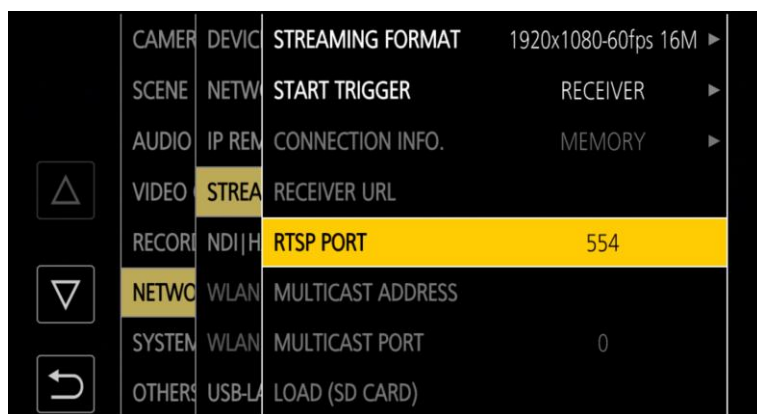 CAMER DEVIC STREAMING FORMAT 1920x1080-60fps 16M
SCENE NETW START TRIGGER RECEIVER
AUDIO IP REM CONNECTION INFO. MEMORY
VIDEO STREA RECEIVER URL
RECORI NDI|H RTSP PORT 554
NETWO WLAN MULTICAST ADDRESS
SYSTEM WLAN MULTICAST PORT 0
OTHERS USB-LA LOAD (SD CARD)